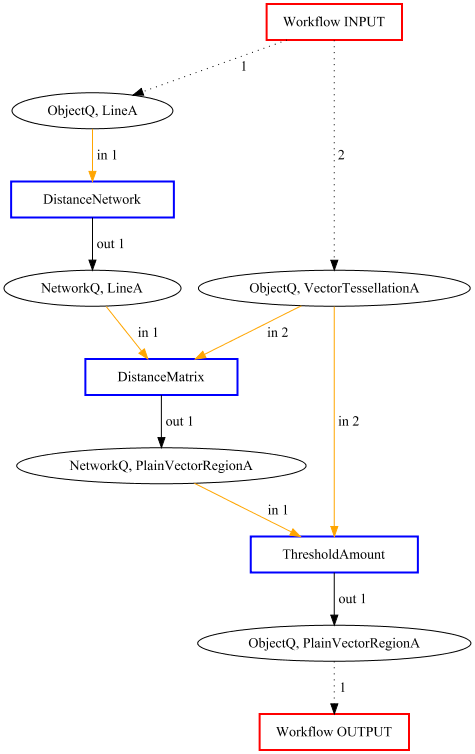 Workflow INPUT
1
ObjectQ, LineA
in 1
2
DistanceNetwork
out 1
NetworkQ, LineA
ObjectQ, VectorTessellationA
in 1
in 2
DistanceMatrix
out 1
in 2
NetworkQ, PlainVectorRegionA
in 1
ThresholdAmount
out 1
ObjectQ, PlainVectorRegionA
1
Workflow OUTPUT